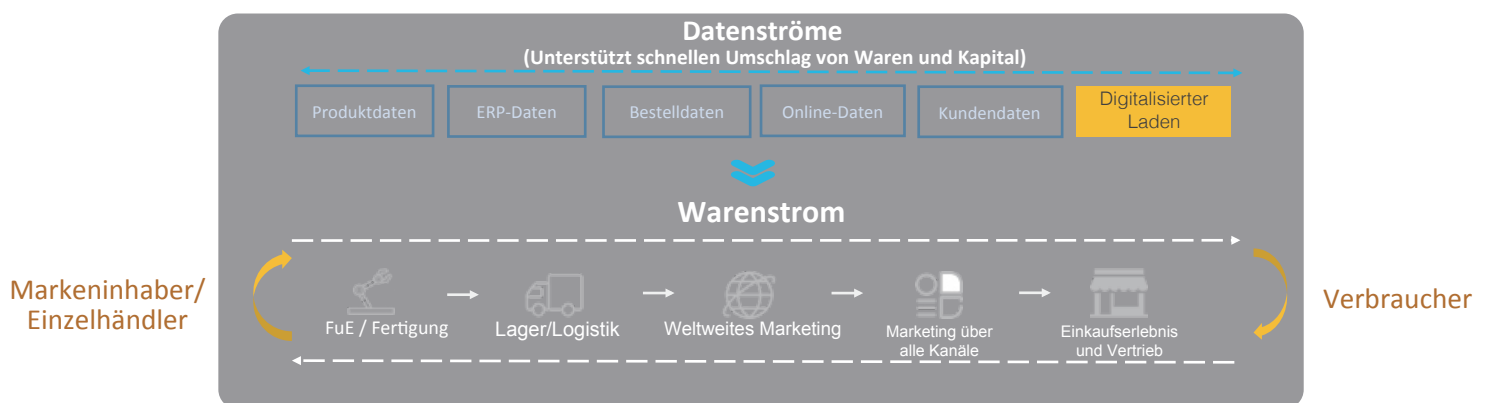 Datenströme
(Unterstützt schnellen Umschlag von Waren und Kapital)
Produktdaten
ERP-Daten
Bestelldaten
Online-Daten
Kundendaten
Digitalisierter
Laden
Warenstrom
Markeninhaber/
Einzelhändler
FuE / Fertigung
Lager/Logistik
Weltweites Marketing
Marketing über
alle Kanäle
Einkaufserlebnis
und Vertrieb
Verbraucher